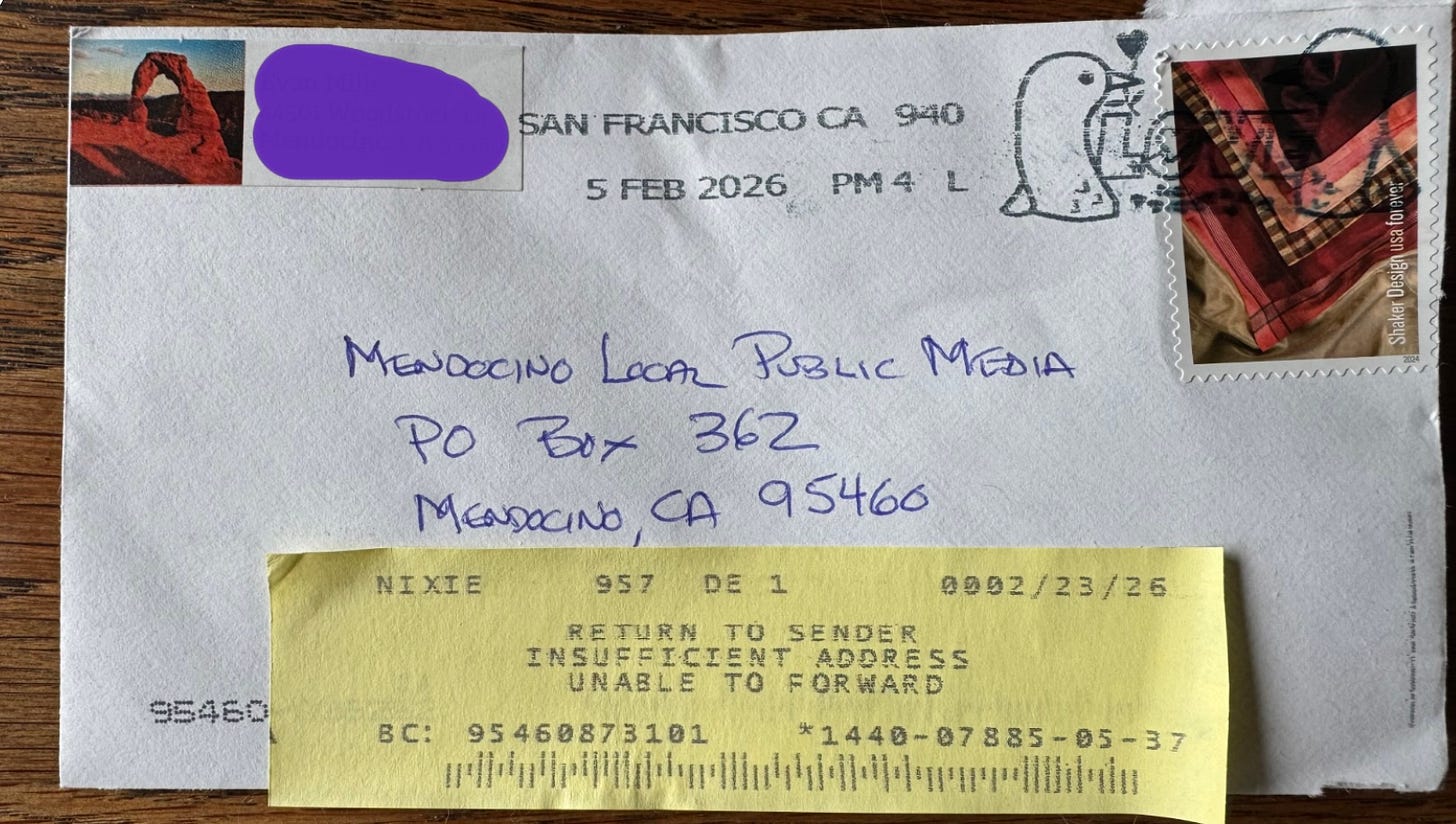 SAN FRANCISCO CA 940
5 FEB 2026 PM 4 L
Shaker Design usa forever
2024
MENDOCINO LOCAL PUBLIC MEDIA
PO BOX 362
MENDOCINO, CA 95460
NIXIE 957 DE 1 0002/23/26
RETURN TO SENDER
INSUFFICIENT ADDRESS
UNABLE TO FORWARD
95460
BC: 95460873101 *1440-07885-05-37